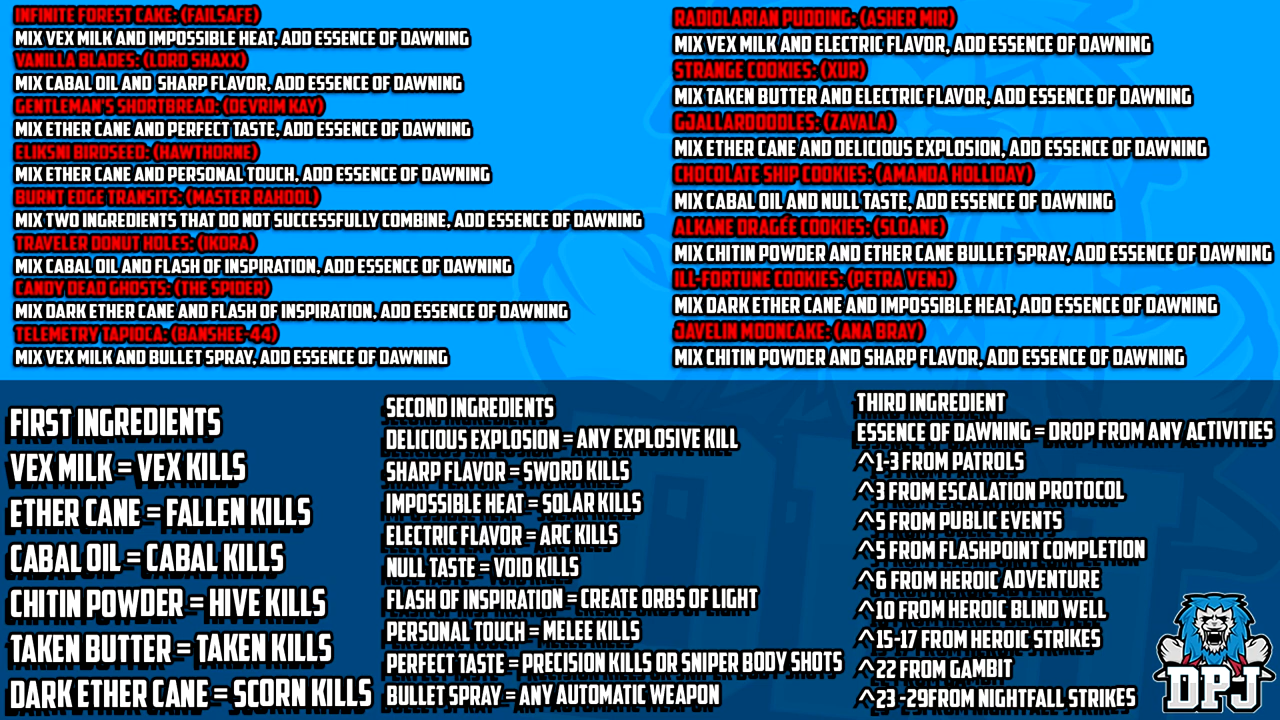 INFINITE FOREST CAKE: (FAILSAFE)
MIX VEX MILK AND IMPOSSIBLE HEAT, ADD ESSENCE OF DAWNING
VANILLA BLADES: (LORD SHAXX)
MIX CABAL OIL AND SHARP FLAVOR, ADD ESSENCE OF DAWNING
GENTLEMAN'S SHORTBREAD: (DEVRIM KAY)
MIX ETHER CANE AND PERFECT TASTE, ADD ESSENCE OF DAWNING
ELIKSNI BIRDSEED: (HAWTHORNE)
MIX ETHER CANE AND PERSONAL TOUCH, ADD ESSENCE OF DAWNING
BURNT EDGE TRANSITS: (MASTER RAHOOL)
MIX TWO INGREDIENTS THAT DO NOT SUCCESSFULLY COMBINE, ADD ESSENCE OF DAWNING
TRAVELER DONUT HOLES: (IKORA)
MIX CABAL OIL AND FLASH OF INSPIRATION, ADD ESSENCE OF DAWNING
CANDY DEAD GHOSTS: (THE SPIDER)
MIX DARK ETHER CANE AND FLASH OF INSPIRATION, ADD ESSENCE OF DAWNING
TELEMETRY TAPIOCA: (BANSHEE-44)
MIX VEX MILK AND BULLET SPRAY, ADD ESSENCE OF DAWNING
RADIOLARIAN PUDDING: (ASHER MIR)
MIX VEX MILK AND ELECTRIC FLAVOR, ADD ESSENCE OF DAWNING
STRANGE COOKIES: (XUR)
MIX TAKEN BUTTER AND ELECTRIC FLAVOR, ADD ESSENCE OF DAWNING
GJALLARDOODLES: (ZAVALA)
MIX ETHER CANE AND DELICIOUS EXPLOSION, ADD ESSENCE OF DAWNING
CHOCOLATE SHIP COOKIES: (AMANDA HOLLIDAY)
MIX CABAL OIL AND NULL TASTE, ADD ESSENCE OF DAWNING
ALKANE DRAGÉE COOKIES: (SLOANE)
MIX CHITIN POWDER AND ETHER CANE BULLET SPRAY, ADD ESSENCE OF DAWNING
ILL-FORTUNE COOKIES: (PETRA VENJ)
MIX DARK ETHER CANE AND IMPOSSIBLE HEAT, ADD ESSENCE OF DAWNING
JAVELIN MOONCAKE: (ANA BRAY)
MIX CHITIN POWDER AND SHARP FLAVOR, ADD ESSENCE OF DAWNING
FIRST INGREDIENTS
VEX MILK = VEX KILLS
ETHER CANE = FALLEN KILLS
CABAL OIL = CABAL KILLS
CHITIN POWDER = HIVE KILLS
TAKEN BUTTER = TAKEN KILLS
DARK ETHER CANE = SCORN KILLS
SECOND INGREDIENTS
DELICIOUS EXPLOSION = ANY EXPLOSIVE KILL
SHARP FLAVOR = SWORD KILLS
IMPOSSIBLE HEAT = SOLAR KILLS
ELECTRIC FLAVOR = ARC KILLS
NULL TASTE = VOID KILLS
FLASH OF INSPIRATION = CREATE ORBS OF LIGHT
PERSONAL TOUCH = MELEE KILLS
PERFECT TASTE = PRECISION KILLS OR SNIPER BODY SHOTS
BULLET SPRAY = ANY AUTOMATIC WEAPON
THIRD INGREDIENT
ESSENCE OF DAWNING = DROP FROM ANY ACTIVITIES
^1-3 FROM PATROLS
^3 FROM ESCALATION PROTOCOL
^5 FROM PUBLIC EVENTS
^5 FROM FLASHPOINT COMPLETION
^6 FROM HEROIC ADVENTURE
^10 FROM HEROIC BLIND WELL
^15-17 FROM HEROIC STRIKES
^22 FROM GAMBIT
^23 -29FROM NIGHTFALL STRIKES
DPJ